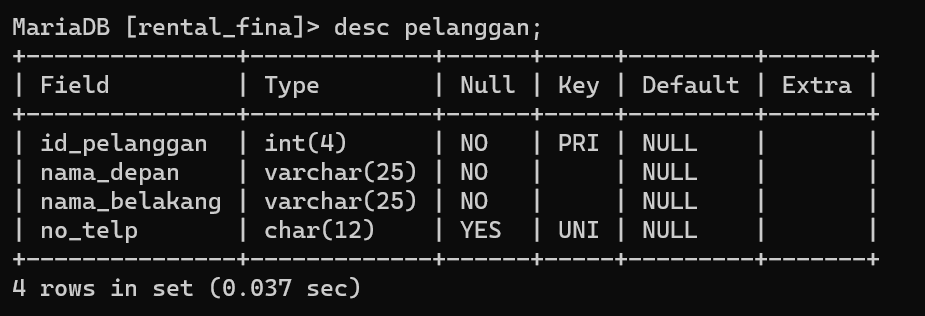 MariaDB [rental_fina]> desc pelanggan;
+---------------+-------------+------+-----+---------+-------+
| Field         | Type        | Null | Key | Default | Extra |
+---------------+-------------+------+-----+---------+-------+
| id_pelanggan  | int(4)      | NO   | PRI | NULL    |       |
| nama_depan    | varchar(25) | NO   |     | NULL    |       |
| nama_belakang | varchar(25) | NO   |     | NULL    |       |
| no_telp       | char(12)    | YES  | UNI | NULL    |       |
+---------------+-------------+------+-----+---------+-------+
4 rows in set (0.037 sec)